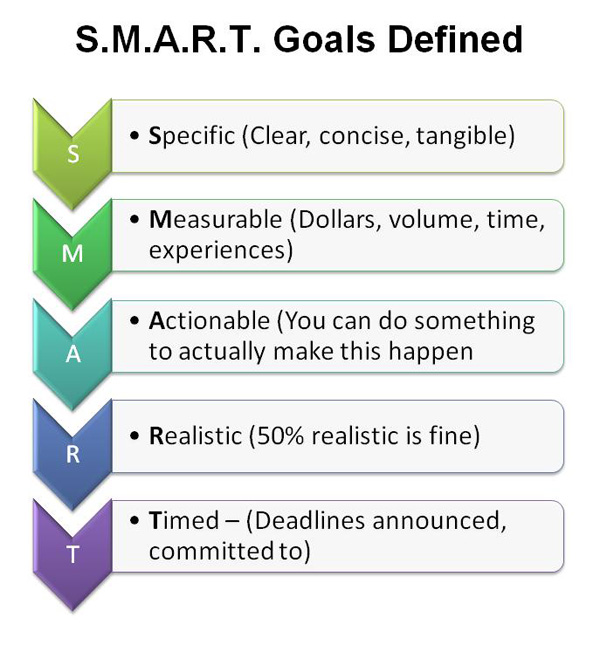 S.M.A.R.T. Goals Defined
S
• Specific (Clear, concise, tangible)
M
• Measurable (Dollars, volume, time,
experiences)
A
• Actionable (You can do something
to actually make this happen
R
• Realistic (50% realistic is fine)
T
• Timed – (Deadlines announced,
committed to)